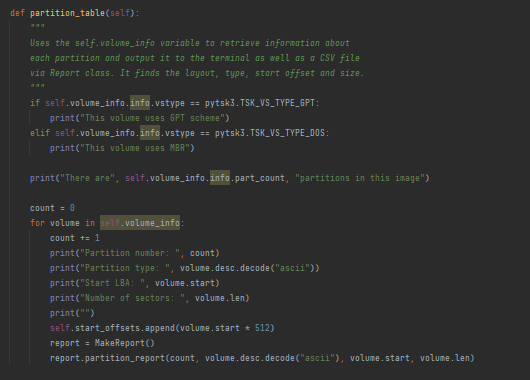 def partition_table(self):
    """
    Uses the self.volume_info variable to retrieve information about
    each partition and output it to the terminal as well as a CSV file
    via Report class. It finds the layout, type, start offset and size.
    """
    if self.volume_info.info.vstype == pytsk3.TSK_VS_TYPE_GPT:
        print("This volume uses GPT scheme")
    elif self.volume_info.info.vstype == pytsk3.TSK_VS_TYPE_DOS:
        print("This volume uses MBR")

    print("There are", self.volume_info.info.part_count, "partitions in this image")

    count = 0
    for volume in self.volume_info:
        count += 1
        print("Partition number: ", count)
        print("Partition type: ", volume.desc.decode("ascii"))
        print("Start LBA: ", volume.start)
        print("Number of sectors: ", volume.len)
        print("")
        self.start_offsets.append(volume.start * 512)
        report = MakeReport()
        report.partition_report(count, volume.desc.decode("ascii"), volume.start, volume.len)